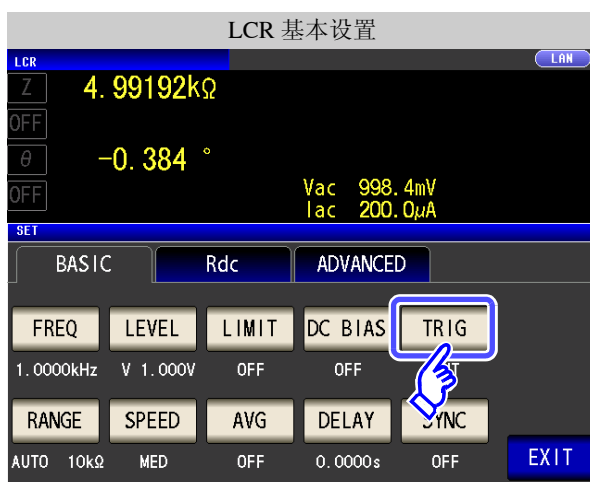 LCR 基本设置
LCR LAN
Z 4.99192kΩ
OFF
θ -0.384 °
OFF Vac 998.4mV
Iac 200.0μA
SET
BASIC Rdc ADVANCED
FREQ LEVEL LIMIT DC BIAS TRIG
1.0000kHz V 1.000V OFF OFF
RANGE SPEED AVG DELAY SYNC
AUTO 10kΩ MED OFF 0.0000s OFF EXIT